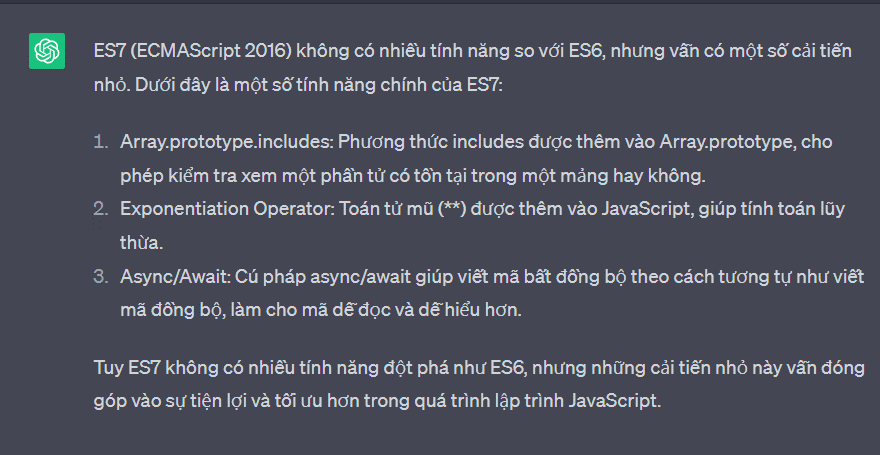 ES7 (ECMAScript 2016) không có nhiều tính năng so với ES6, nhưng vẫn có một số cải tiến
nhỏ. Dưới đây là một số tính năng chính của ES7:
1. Array.prototype.includes: Phương thức includes được thêm vào Array.prototype, cho
phép kiểm tra xem một phần tử có tồn tại trong một mảng hay không.
2. Exponentiation Operator: Toán tử mũ (**) được thêm vào JavaScript, giúp tính toán lũy
thừa.
3. Async/Await: Cú pháp async/await giúp viết mã bất đồng bộ theo cách tương tự như viết
mã đồng bộ, làm cho mã dễ đọc và dễ hiểu hơn.
Tuy ES7 không có nhiều tính năng đột phá như ES6, nhưng những cải tiến nhỏ này vẫn đóng
góp vào sự tiện lợi và tối ưu hơn trong quá trình lập trình JavaScript.